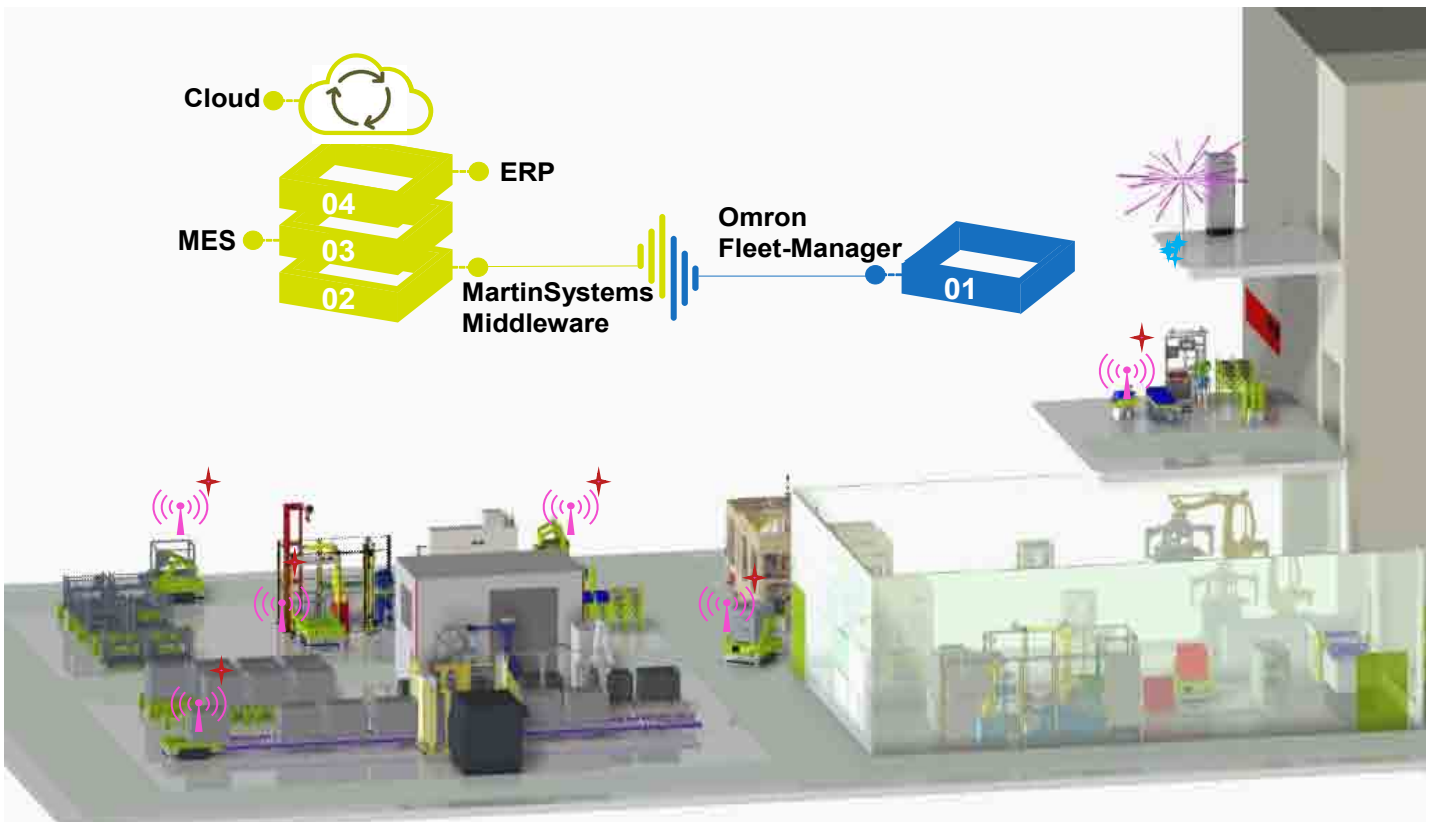 Cloud
ERP
04
MES
03
02
MartinSystems
Middleware
Omron
Fleet-Manager
01